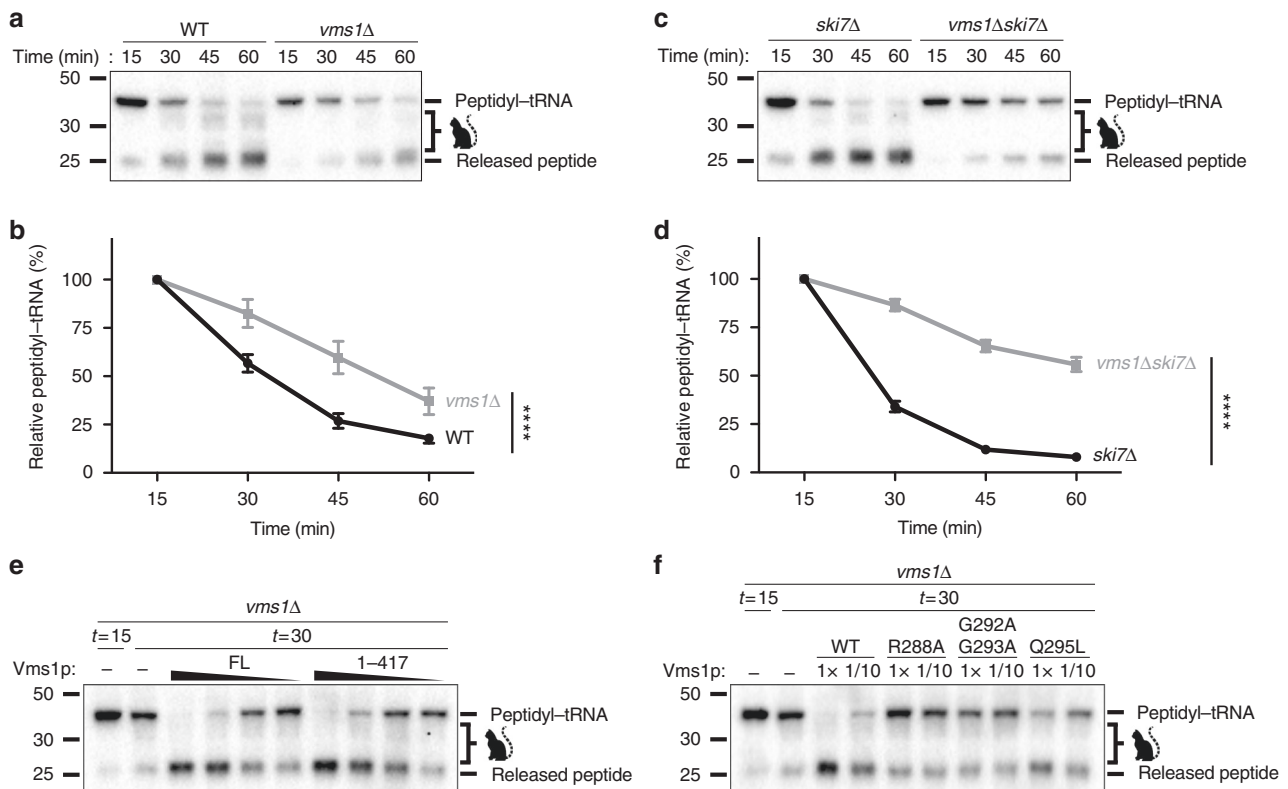 a
WT vms1Δ
Time (min) : 15 30 45 60 15 30 45 60
50
30
25
Peptidyl–tRNA
Released peptide
b
Relative peptidyl–tRNA (%)
100
75
50
25
0
vms1Δ
WT
****
15 30 45 60
Time (min)
c
ski7Δ vms1Δski7Δ
Time (min): 15 30 45 60 15 30 45 60
50
30
25
Peptidyl–tRNA
Released peptide
d
Relative peptidyl–tRNA (%)
100
75
50
25
0
vms1Δski7Δ
ski7Δ
****
15 30 45 60
Time (min)
e
vms1Δ
t=15 t=30
FL 1–417
Vms1p: – –
50
30
25
Peptidyl–tRNA
Released peptide
f
vms1Δ
t=15 t=30
G292A
WT R288A G293A Q295L
Vms1p: – – 1× 1/10 1× 1/10 1× 1/10 1× 1/10
50
30
25
Peptidyl–tRNA
Released peptide